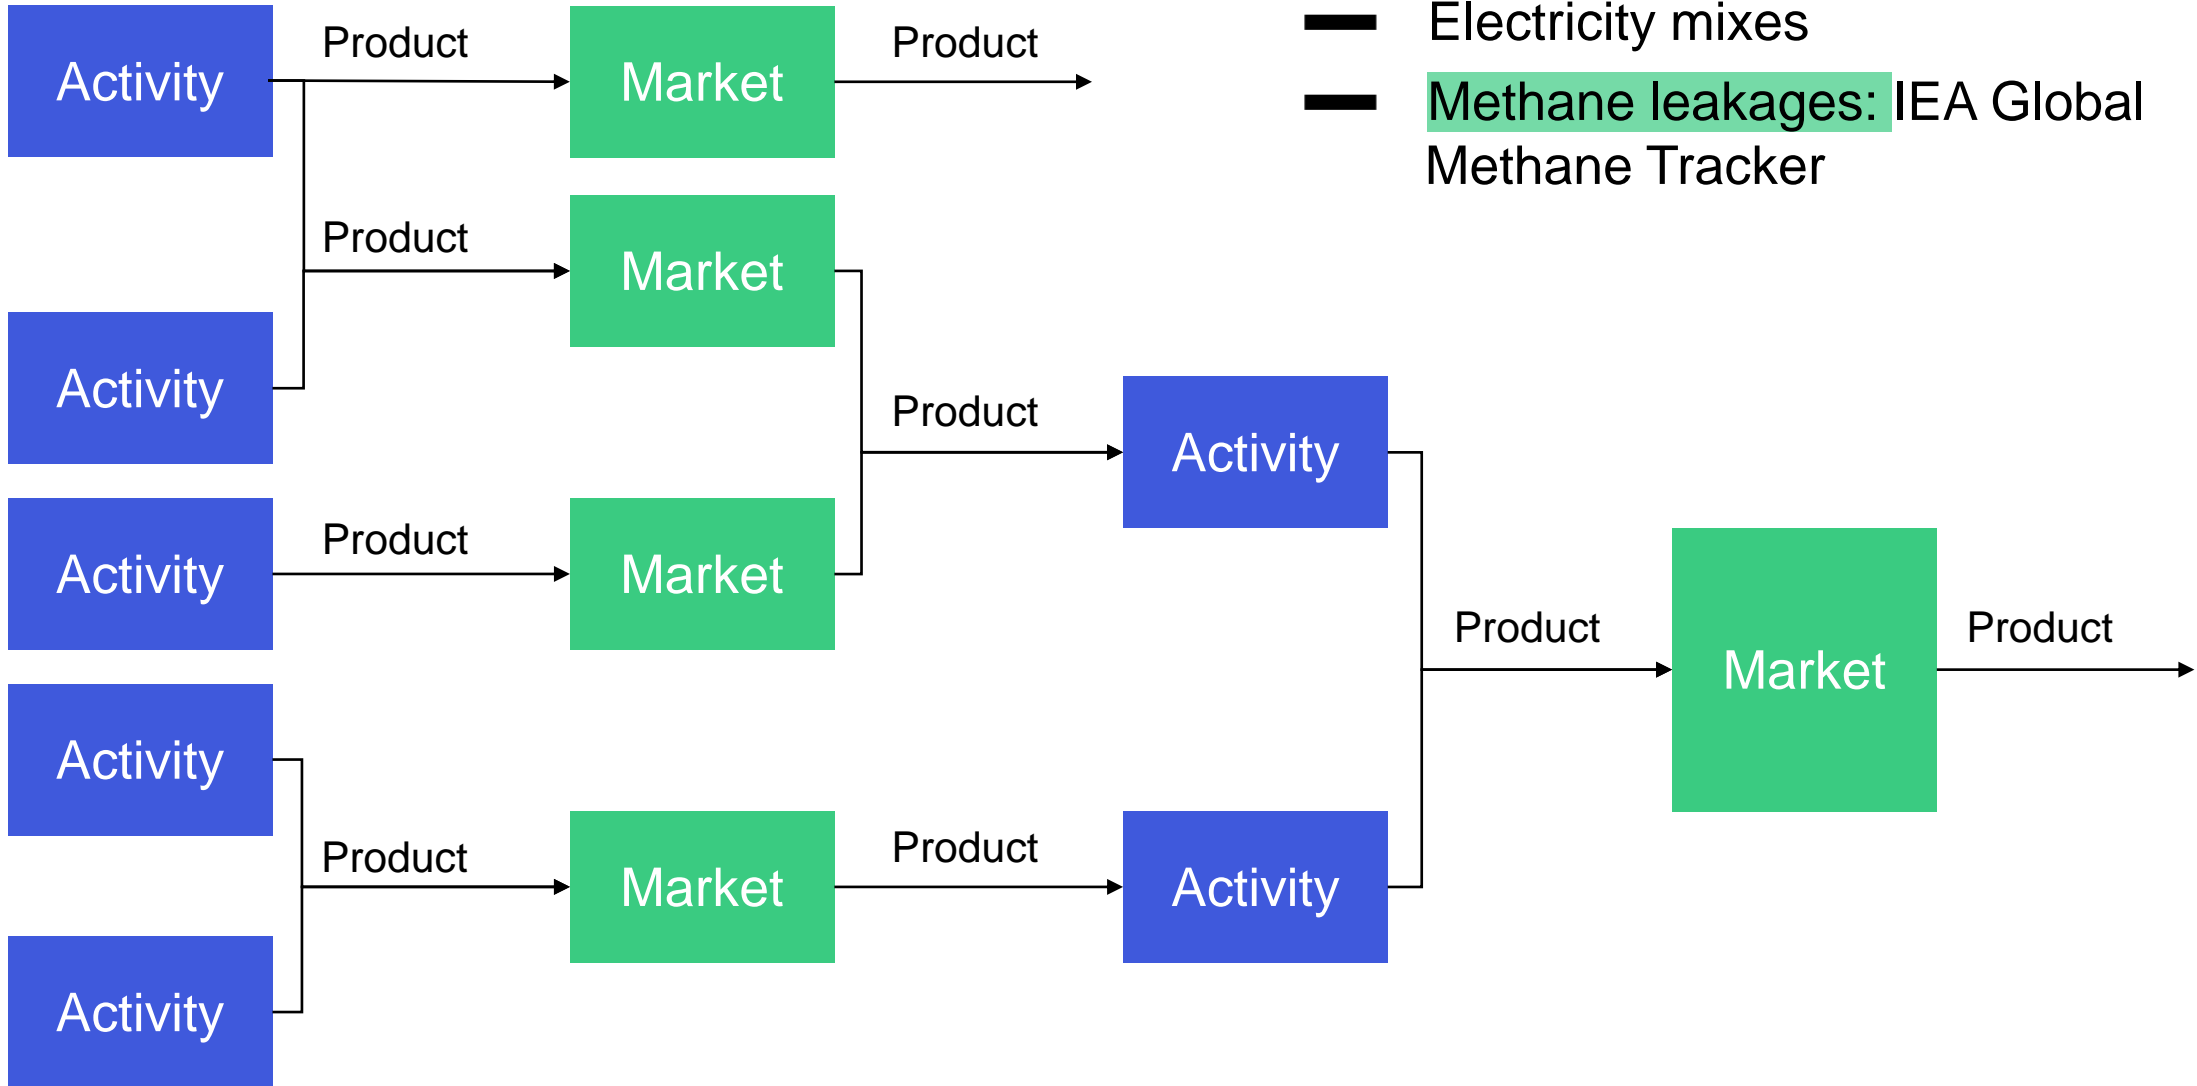 Electricity mixes
Product
Product
Activity
Market
Methane leakages: IEA Global
Methane Tracker
Product
Market
Activity
Product
Activity
Product
Activity
Market
Product
Product
Market
Activity
Product
Product
Market
Activity
Activity